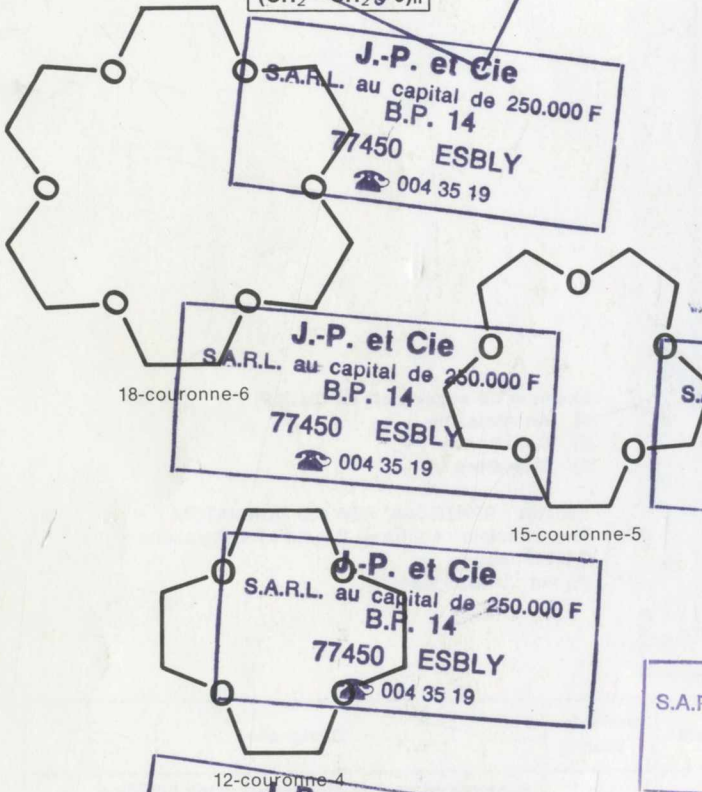 J.-P. et Cie
S.A.R.L. au capital de 250.000 F
B.P. 14
77450 ESBLY
☎ 004 35 19
O O
O O
O O
18-couronne-6
J.-P. et Cie
S.A.R.L. au capital de 250.000 F
B.P. 14
77450 ESBLY
☎ 004 35 19
O
O O
O O
15-couronne-5
J.-P. et Cie
S.A.R.L. au capital de 250.000 F
B.P. 14
77450 ESBLY
☎ 004 35 19
O O
O O
12-couronne-4